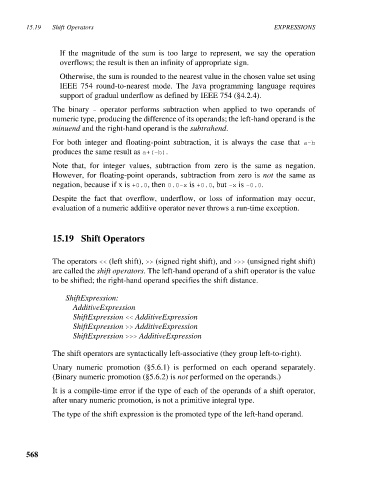 15.19 Shift Operators EXPRESSIONS
If the magnitude of the sum is too large to represent, we say the operation
overflows; the result is then an infinity of appropriate sign.
Otherwise, the sum is rounded to the nearest value in the chosen value set using
IEEE 754 round-to-nearest mode. The Java programming language requires
support of gradual underflow as defined by IEEE 754 (§4.2.4).
The binary - operator performs subtraction when applied to two operands of
numeric type, producing the difference of its operands; the left-hand operand is the
minuend and the right-hand operand is the subtrahend.
For both integer and floating-point subtraction, it is always the case that a-b
produces the same result as a+(-b).
Note that, for integer values, subtraction from zero is the same as negation.
However, for floating-point operands, subtraction from zero is not the same as
negation, because if x is +0.0, then 0.0-x is +0.0, but -x is -0.0.
Despite the fact that overflow, underflow, or loss of information may occur,
evaluation of a numeric additive operator never throws a run-time exception.
15.19 Shift Operators
The operators << (left shift), >> (signed right shift), and >>> (unsigned right shift)
are called the shift operators. The left-hand operand of a shift operator is the value
to be shifted; the right-hand operand specifies the shift distance.
ShiftExpression:
AdditiveExpression
ShiftExpression << AdditiveExpression
ShiftExpression >> AdditiveExpression
ShiftExpression >>> AdditiveExpression
The shift operators are syntactically left-associative (they group left-to-right).
Unary numeric promotion (§5.6.1) is performed on each operand separately.
(Binary numeric promotion (§5.6.2) is not performed on the operands.)
It is a compile-time error if the type of each of the operands of a shift operator,
after unary numeric promotion, is not a primitive integral type.
The type of the shift expression is the promoted type of the left-hand operand.
568